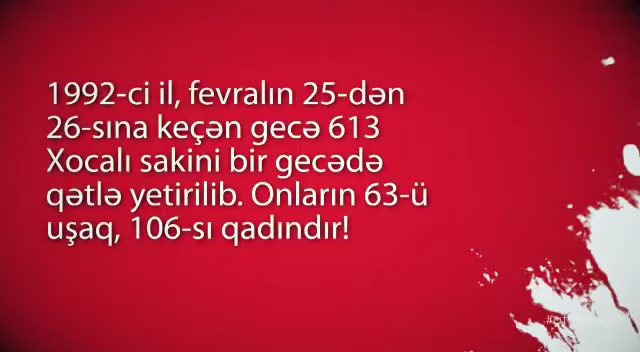 1992-ci il, fevralın 25-dən
26-sına keçən gecə 613
Xocalı sakini bir gecədə
qətlə yetirilib. Onların 63-ü
uşaq, 106-sı qadındır!